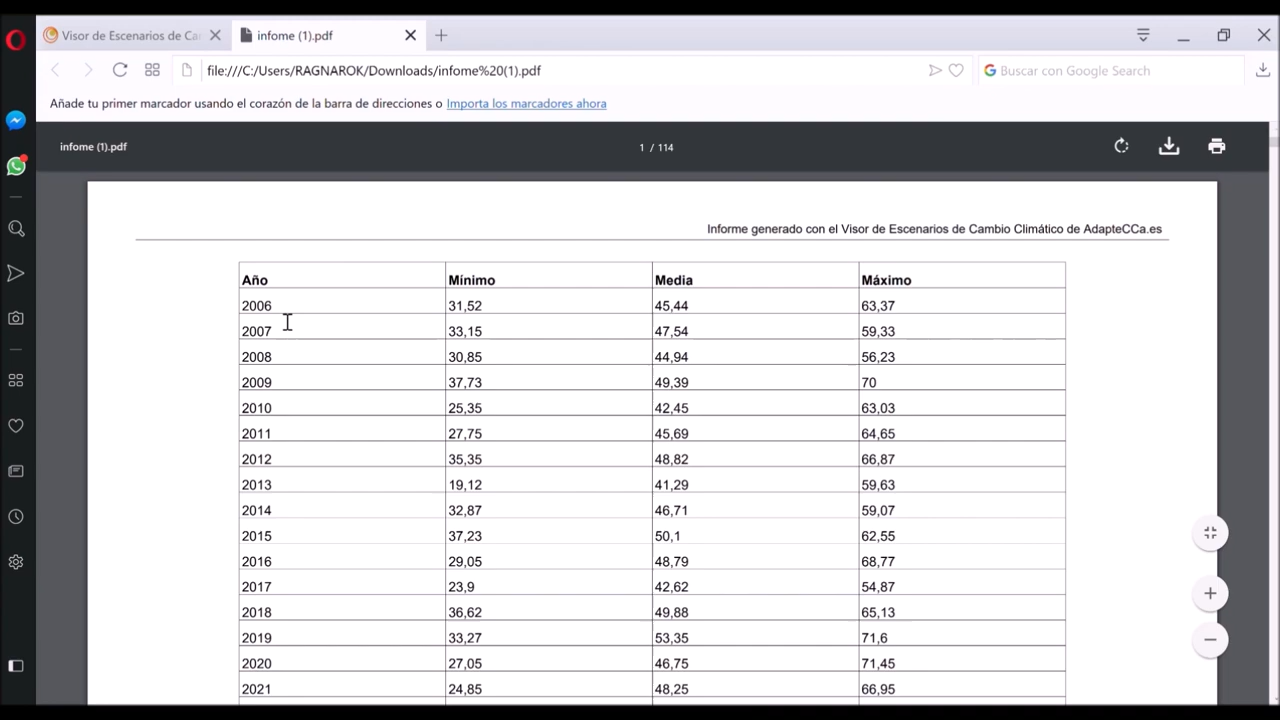 Visor de Escenarios de Ca
infome (1).pdf
file:///C:/Users/RAGNAROK/Downloads/infome%20(1).pdf
Buscar con Google Search
Añade tu primer marcador usando el corazón de la barra de direcciones o Importa los marcadores ahora
infome (1).pdf
1 / 114
Informe generado con el Visor de Escenarios de Cambio Climático de AdapteCCa.es
Año Mínimo Media Máximo
2006 31,52 45,44 63,37
2007 33,15 47,54 59,33
2008 30,85 44,94 56,23
2009 37,73 49,39 70
2010 25,35 42,45 63,03
2011 27,75 45,69 64,65
2012 35,35 48,82 66,87
2013 19,12 41,29 59,63
2014 32,87 46,71 59,07
2015 37,23 50,1 62,55
2016 29,05 48,79 68,77
2017 23,9 42,62 54,87
2018 36,62 49,88 65,13
2019 33,27 53,35 71,6
2020 27,05 46,75 71,45
2021 24,85 48,25 66,95